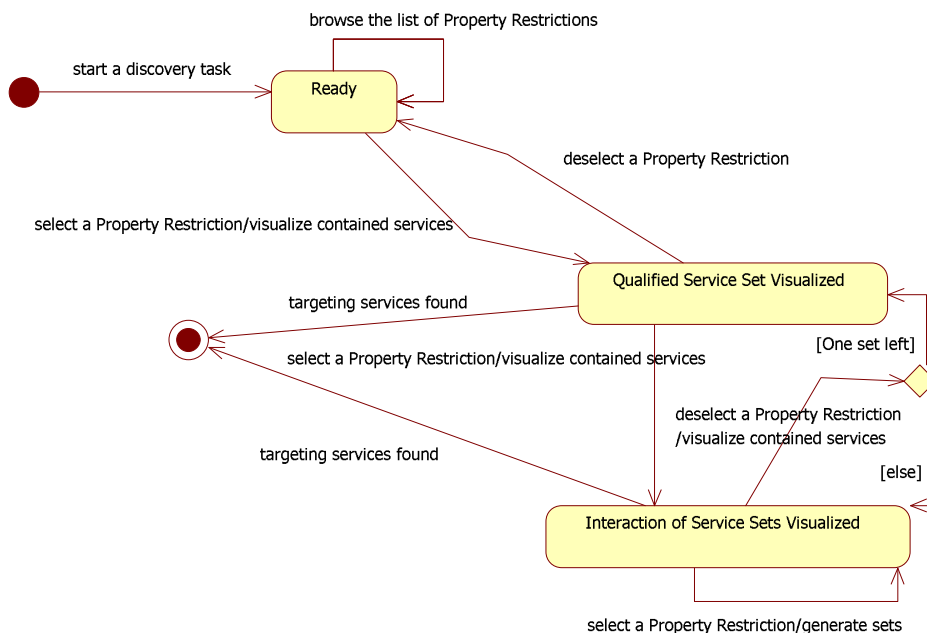 browse the list of Property Restrictions
start a discovery task
Ready
deselect a Property Restriction
select a Property Restriction/visualize contained services
Qualified Service Set Visualized
targeting services found
[One set left]
select a Property Restriction/visualize contained services
deselect a Property Restriction
/visualize contained services
targeting services found
[else]
Interaction of Service Sets Visualized
select a Property Restriction/generate sets